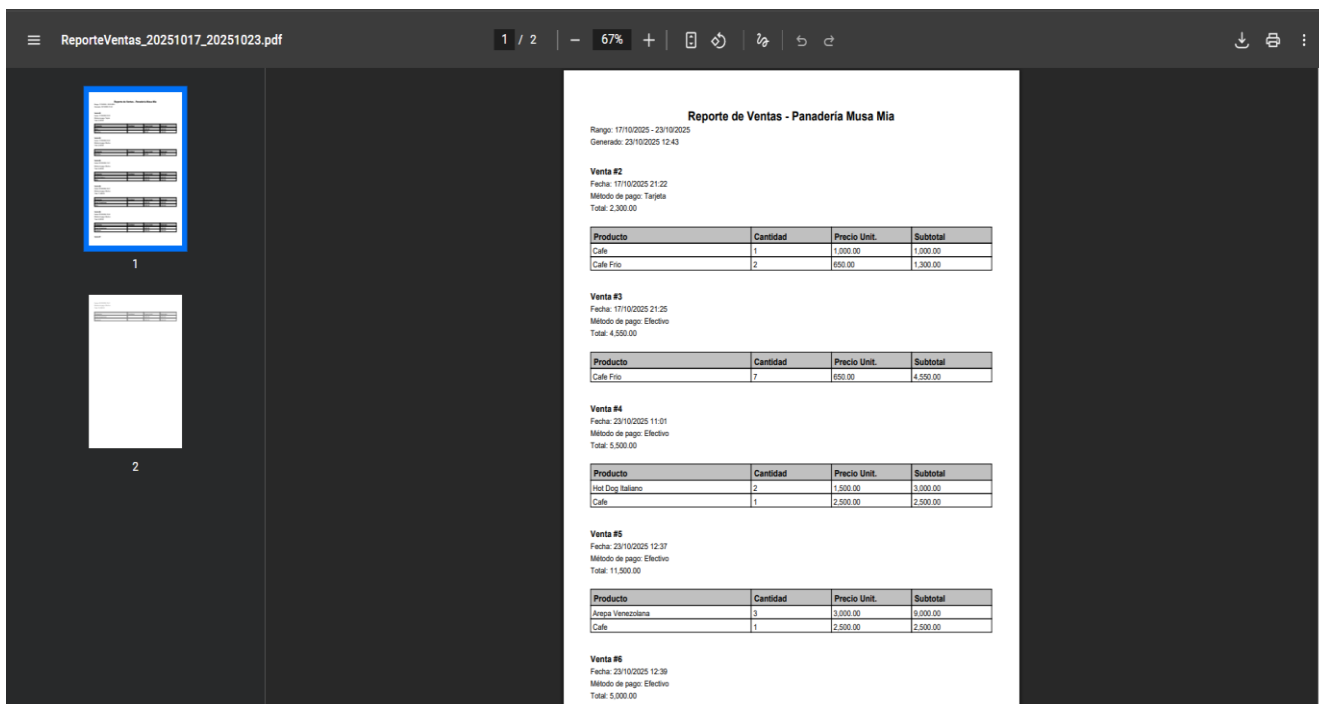 ReporteVentas_20251017_20251023.pdf
1 / 2
67%
1
2
Reporte de Ventas - Panadería Musa Mia
Rango: 17/10/2025 - 23/10/2025
Generado: 23/10/2025 12:43
Venta #2
Fecha: 17/10/2025 21:22
Método de pago: Tarjeta
Total: 2,300.00
Producto Cantidad Precio Unit. Subtotal
Cafe 1 1,000.00 1,000.00
Cafe Frio 2 650.00 1,300.00
Venta #3
Fecha: 17/10/2025 21:25
Método de pago: Efectivo
Total: 4,550.00
Producto Cantidad Precio Unit. Subtotal
Cafe Frio 7 650.00 4,550.00
Venta #4
Fecha: 23/10/2025 11:01
Método de pago: Efectivo
Total: 5,500.00
Producto Cantidad Precio Unit. Subtotal
Hot Dog Italiano 2 1,500.00 3,000.00
Cafe 1 2,500.00 2,500.00
Venta #5
Fecha: 23/10/2025 12:37
Método de pago: Efectivo
Total: 11,500.00
Producto Cantidad Precio Unit. Subtotal
Arepa Venezolana 3 3,000.00 9,000.00
Cafe 1 2,500.00 2,500.00
Venta #6
Fecha: 23/10/2025 12:39
Método de pago: Efectivo
Total: 5,000.00